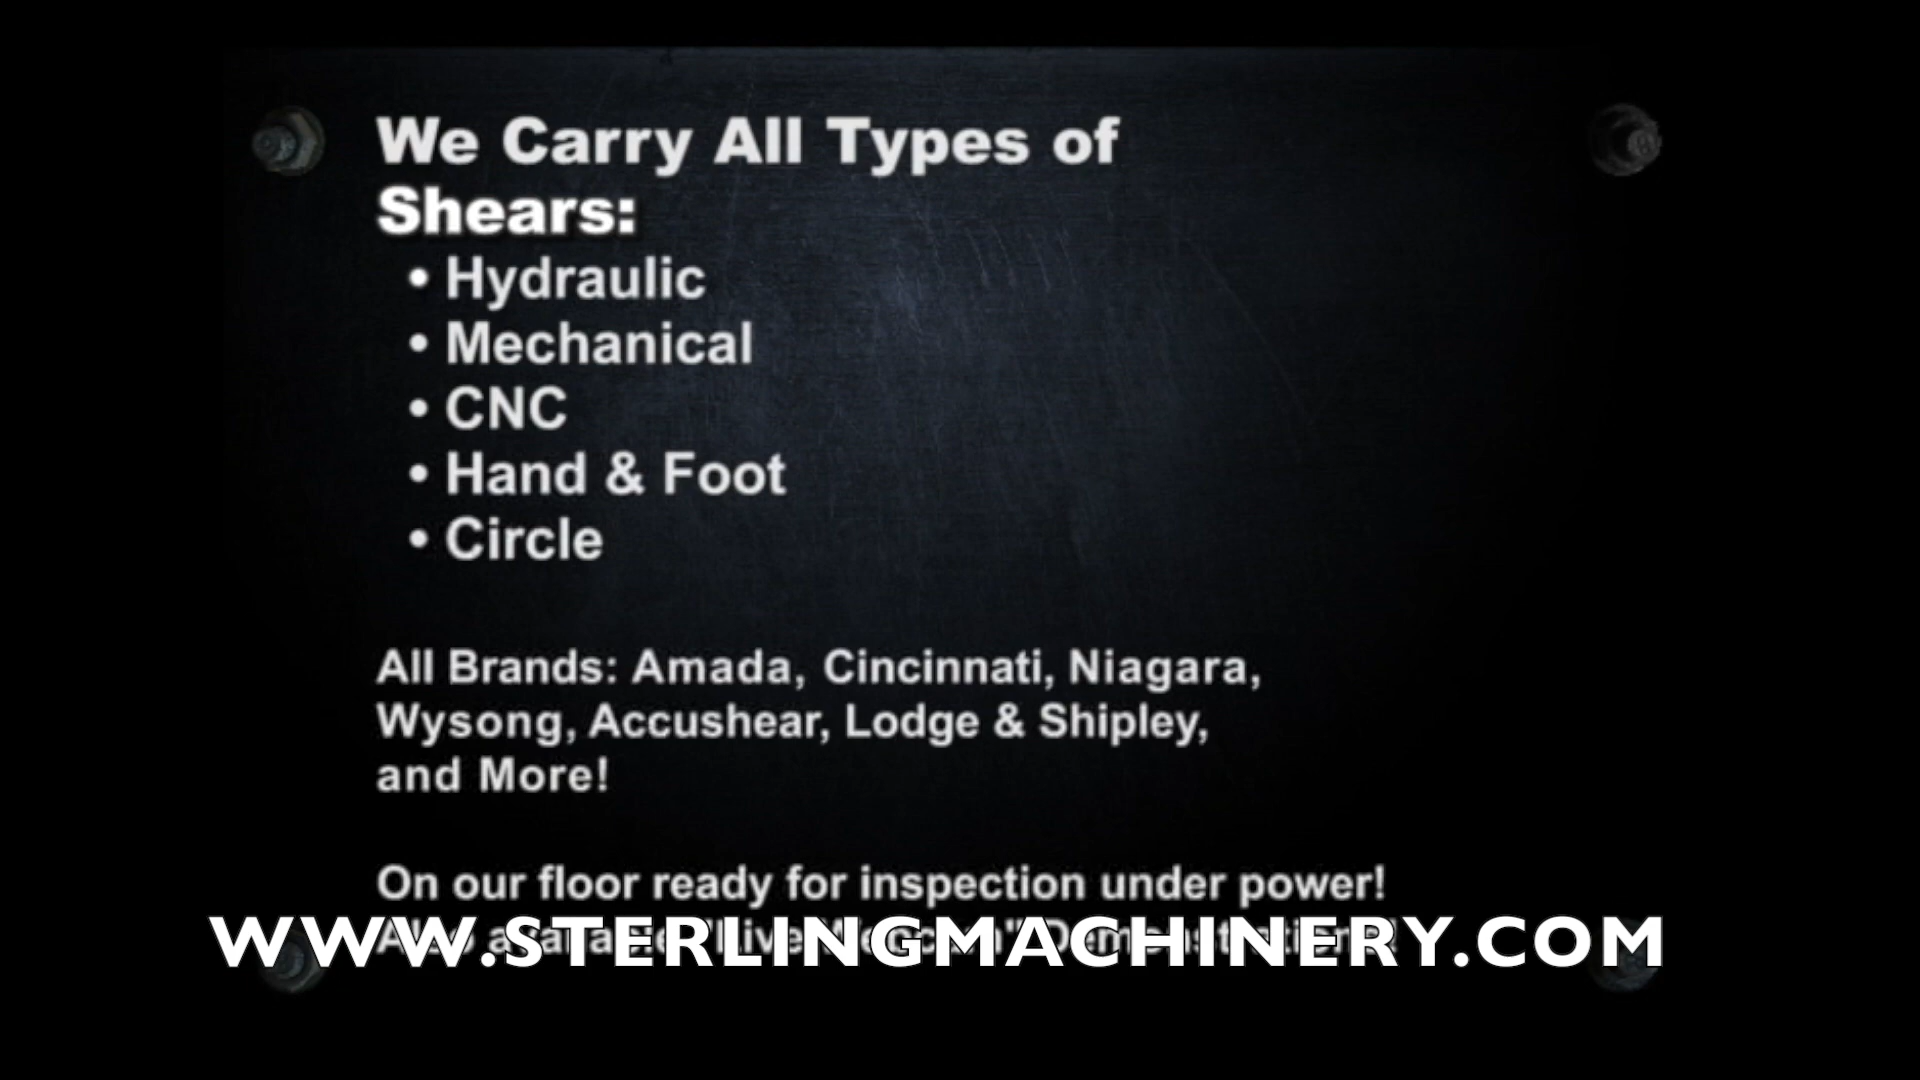 We Carry All Types of
Shears:
• Hydraulic
• Mechanical
• CNC
• Hand & Foot
• Circle
All Brands: Amada, Cincinnati, Niagara,
Wysong, Accushear, Lodge & Shipley,
and More!
On our floor ready for inspection under power!
WWW.STERLINGMACHINERY.COM